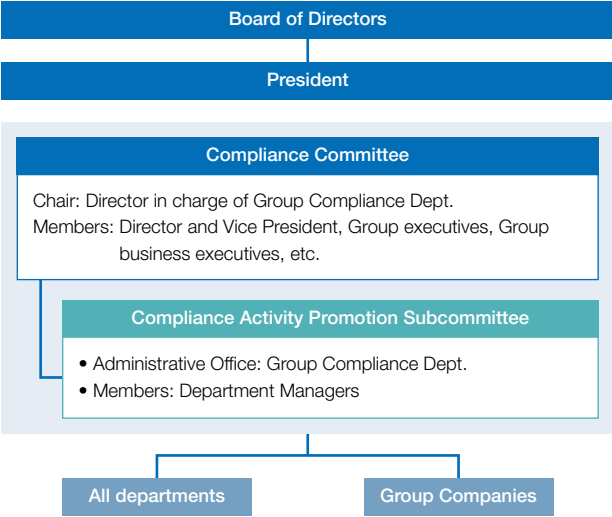 Board of Directors
President
Compliance Committee
Chair: Director in charge of Group Compliance Dept.
Members: Director and Vice President, Group executives, Group
business executives, etc.
Compliance Activity Promotion Subcommittee
• Administrative Office: Group Compliance Dept.
• Members: Department Managers
All departments
Group Companies